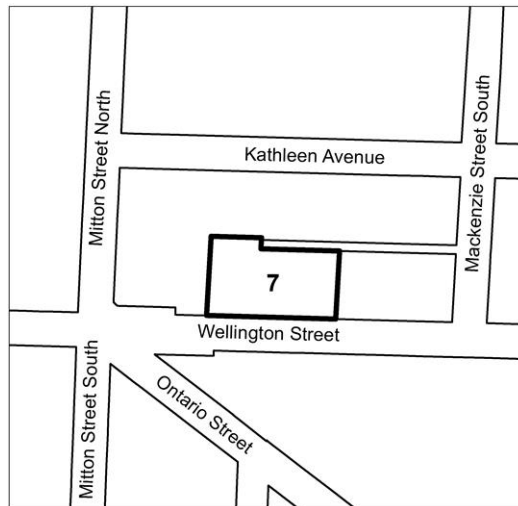 Mitton Street North
Kathleen Avenue
Mackenzie Street South
7
Wellington Street
Ontario Street
Mitton Street South